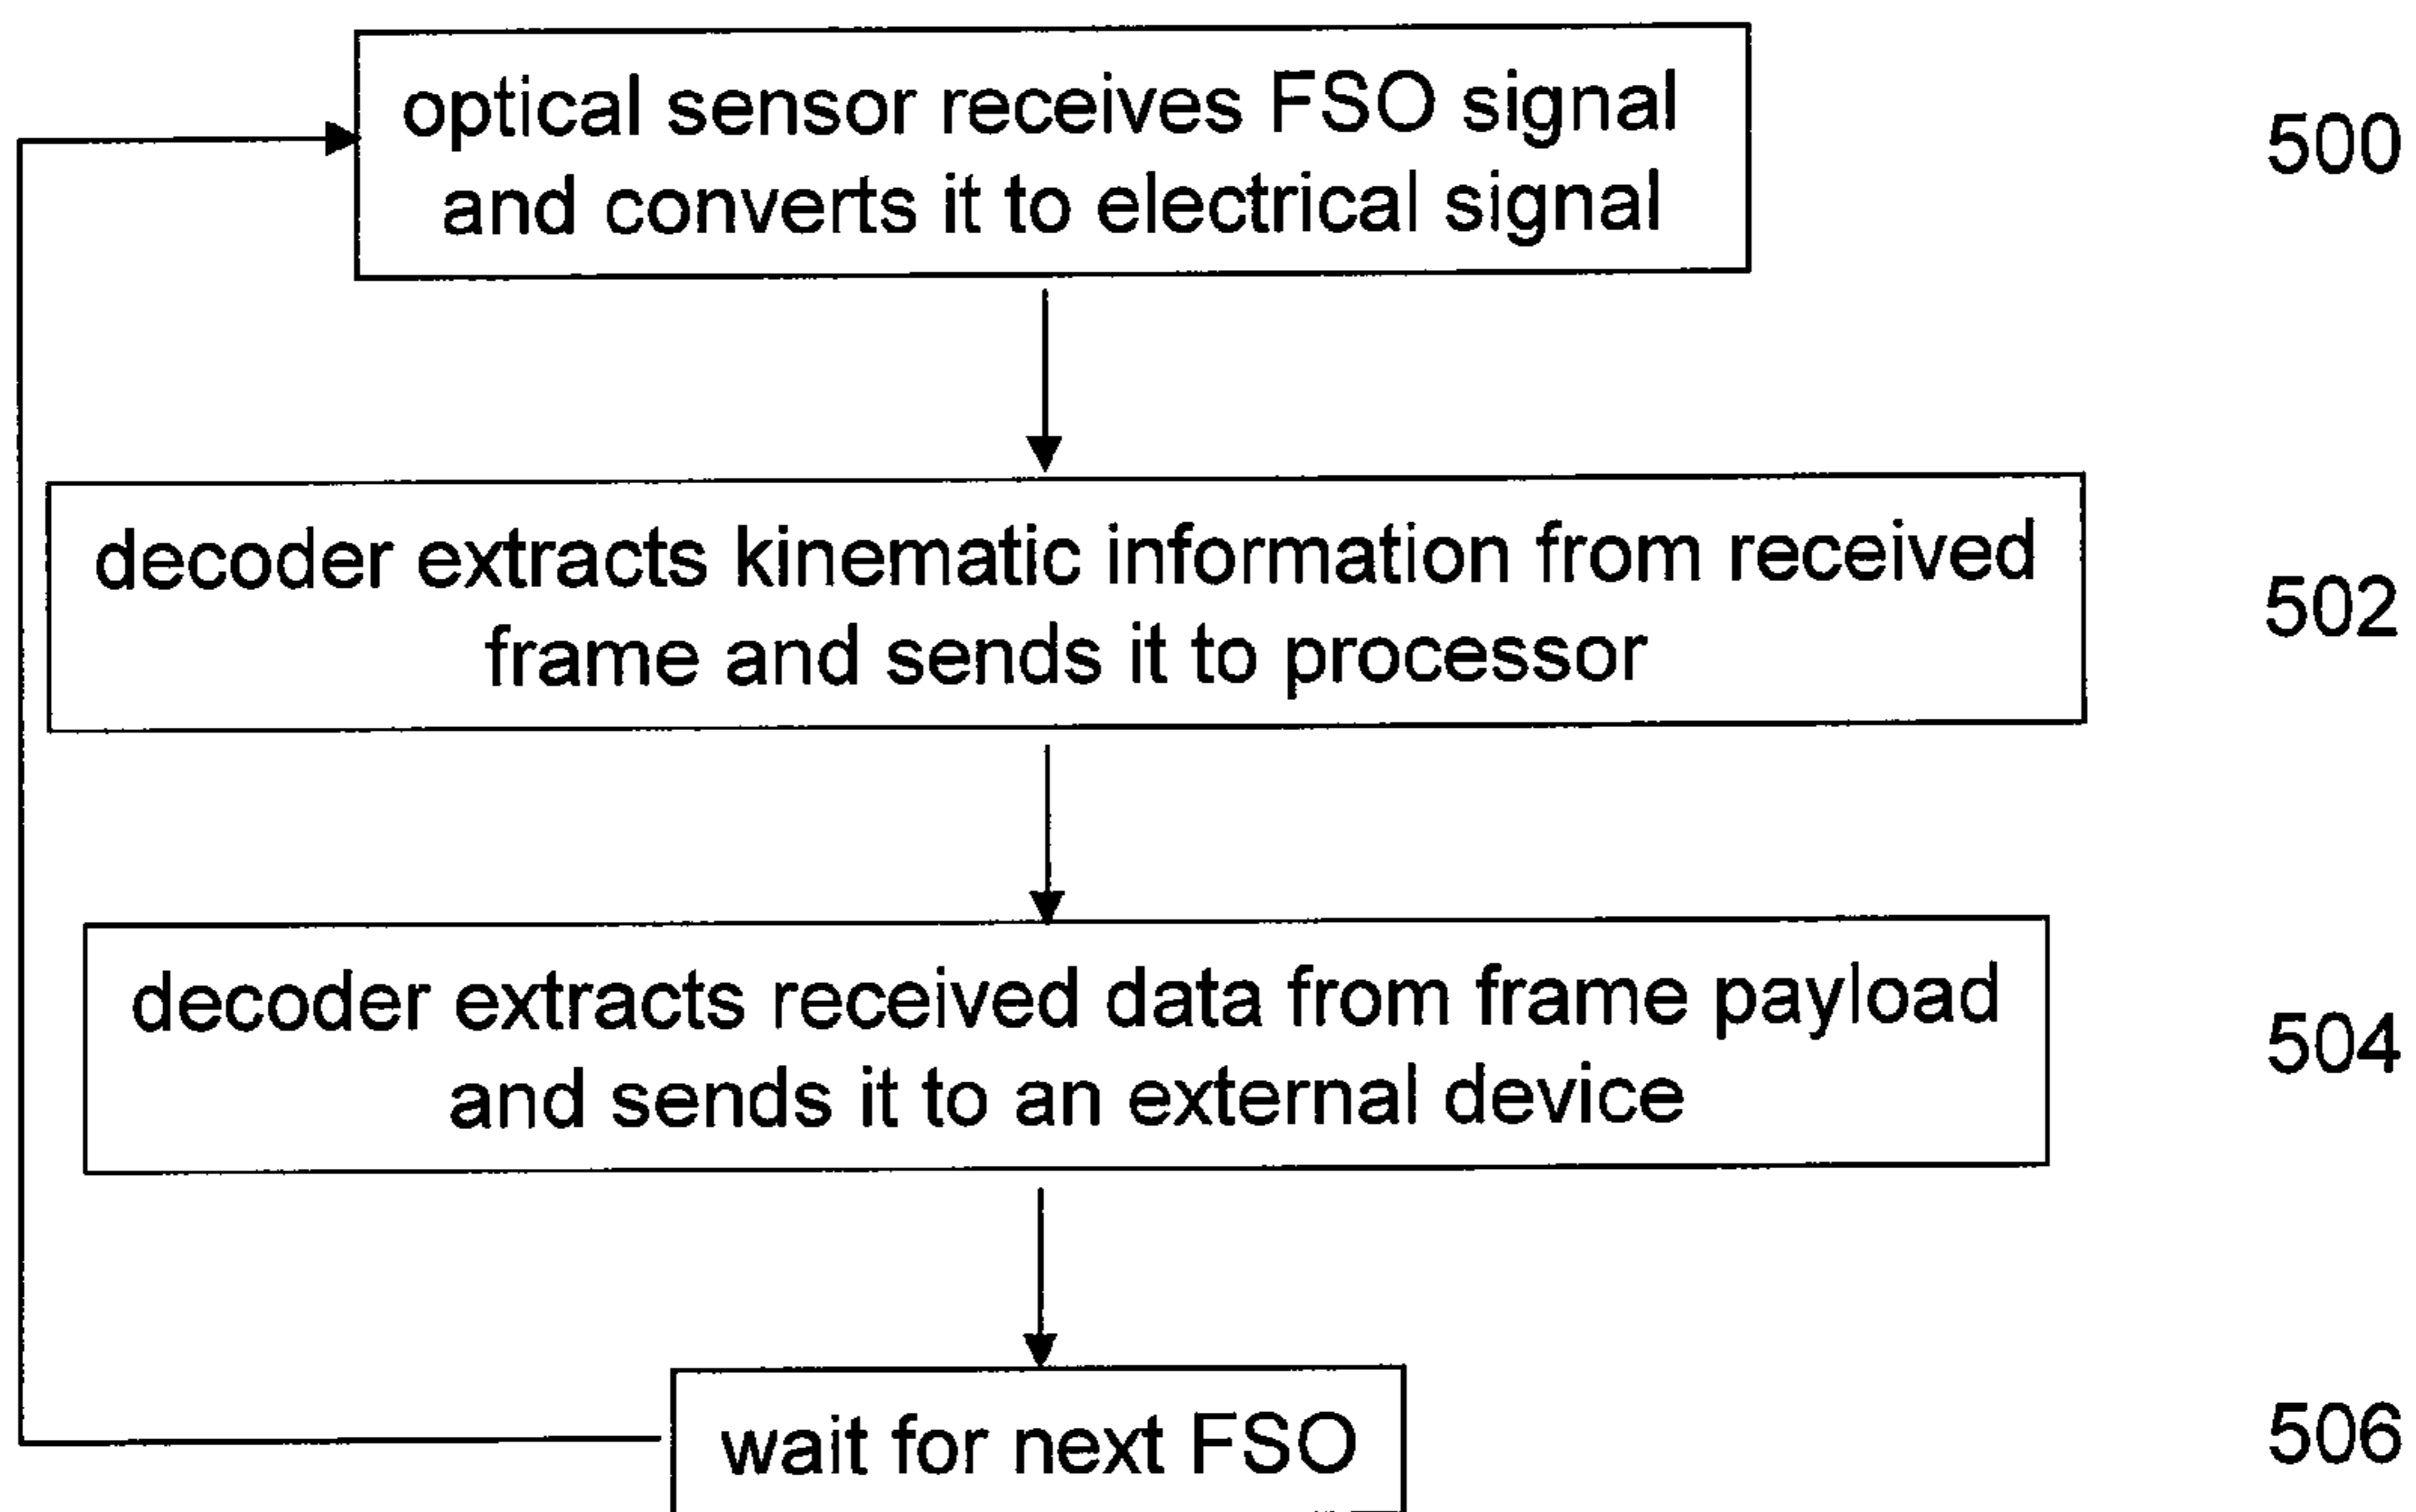 optical sensor receives FSO signal
and converts it to electrical signal
500
decoder extracts kinematic information from received
frame and sends it to processor
502
decoder extracts received data from frame payload
and sends it to an external device
504
wait for next FSO
506